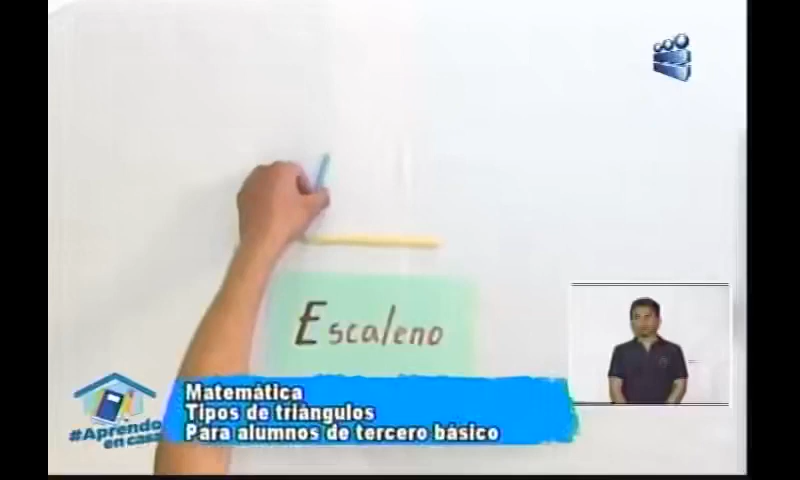 Escaleno
Matemática
Tipos de triángulos
Para alumnos de tercero básico
#Aprendo
en casa